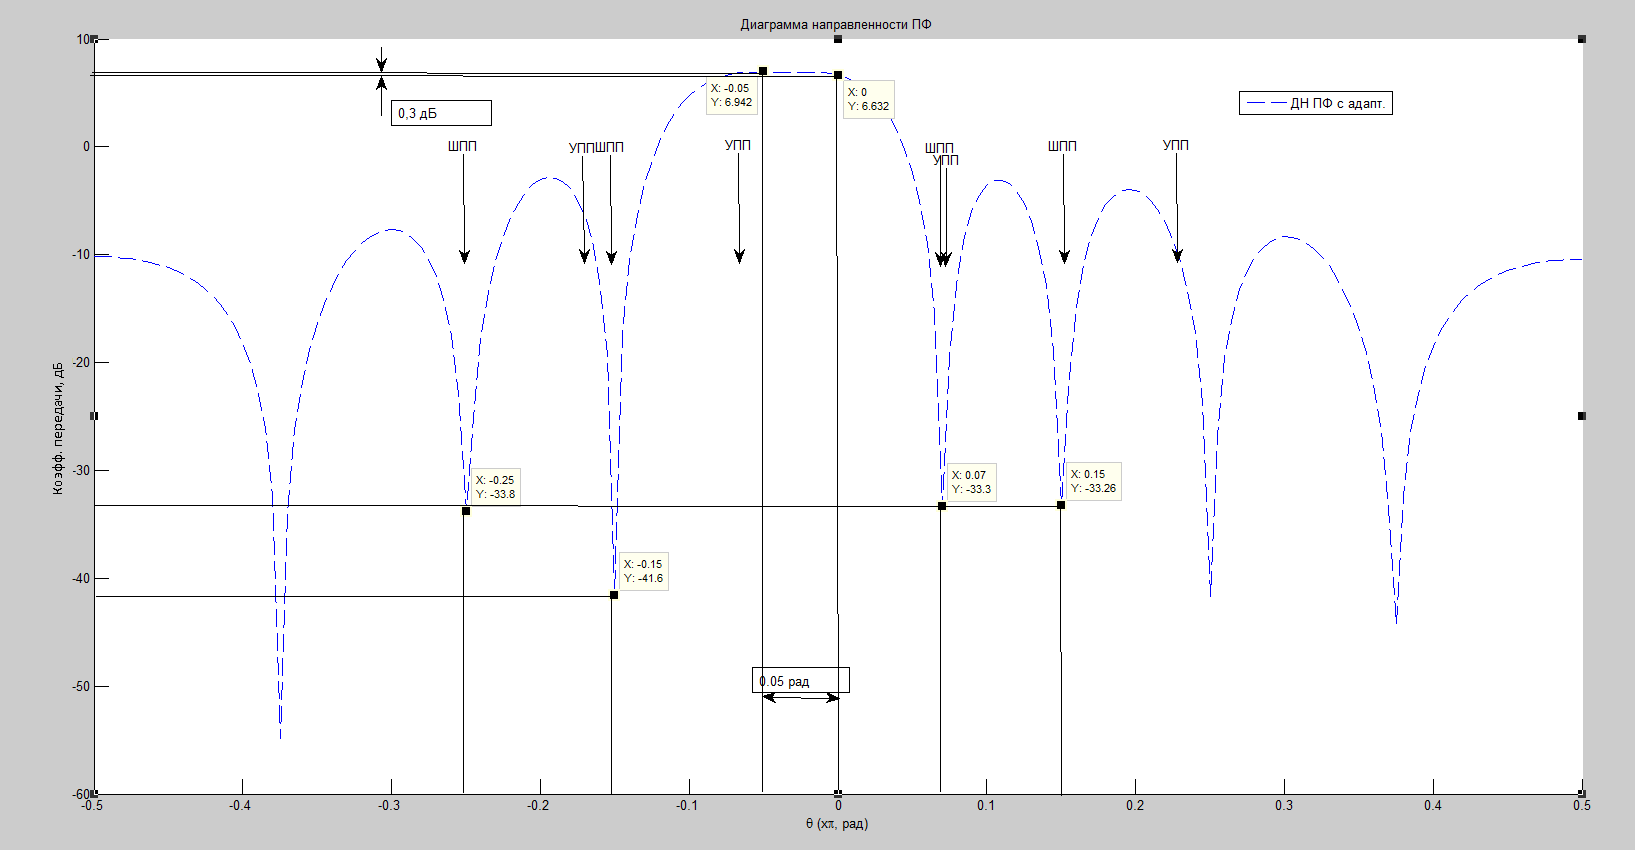 Диаграмма направленности ПФ
10
0
-10
-20
-30
-40
-50
-60
Коэфф. передачи, дБ
0,3 дБ
X: -0.05
Y: 6.942
X: 0
Y: 6.632
ДН ПФ с адапт.
ШПП
УПП
ШПП
УПП
ШПП
УПП
ШПП
УПП
X: -0.25
Y: -33.8
X: -0.15
Y: -41.6
X: 0.07
Y: -33.3
X: 0.15
Y: -33.26
0.05 рад
-0.5
-0.4
-0.3
-0.2
-0.1
0
0.1
0.2
0.3
0.4
0.5
θ (xπ, рад)